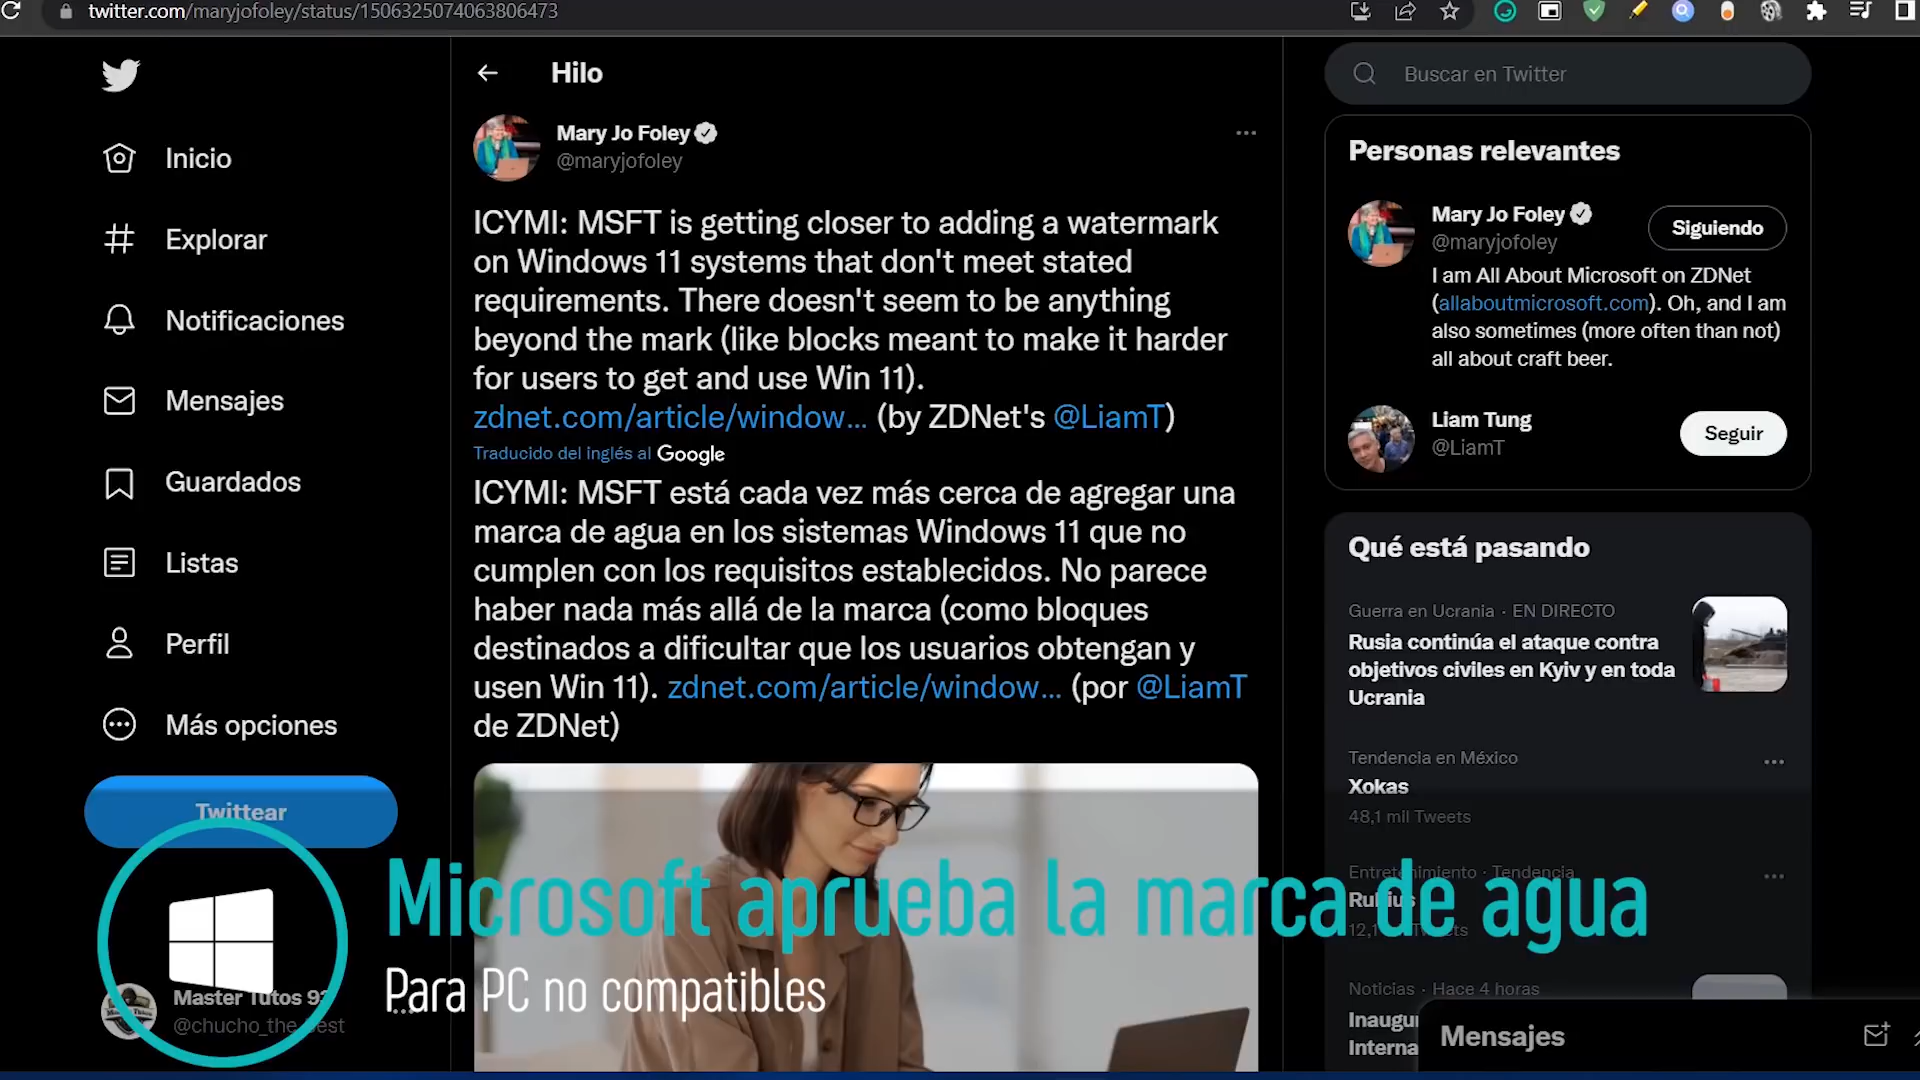 twitter.com/maryjofoley/status/1506325074063806473
Inicio
Explorar
Notificaciones
Mensajes
Guardados
Listas
Perfil
Más opciones
Twittear
Master Tutos 9
@chucho_the_best
Hilo
Mary Jo Foley
@maryjofoley
ICYMI: MSFT is getting closer to adding a watermark
on Windows 11 systems that don't meet stated
requirements. There doesn't seem to be anything
beyond the mark (like blocks meant to make it harder
for users to get and use Win 11).
zdnet.com/article/window... (by ZDNet's @LiamT)
Traducido del inglés al Google
ICYMI: MSFT está cada vez más cerca de agregar una
marca de agua en los sistemas Windows 11 que no
cumplen con los requisitos establecidos. No parece
haber nada más allá de la marca (como bloques
destinados a dificultar que los usuarios obtengan y
usen Win 11). zdnet.com/article/window... (por @LiamT
de ZDNet)
Buscar en Twitter
Personas relevantes
Mary Jo Foley
@maryjofoley
Siguiendo
I am All About Microsoft on ZDNet
(allaboutmicrosoft.com). Oh, and I am
also sometimes (more often than not)
all about craft beer.
Liam Tung
@LiamT
Seguir
Qué está pasando
Guerra en Ucrania · EN DIRECTO
Rusia continúa el ataque contra
objetivos civiles en Kyiv y en toda
Ucrania
Tendencia en México
Xokas
48,1 mil Tweets
Entretenimiento · Tendencia
Rubius
Noticias · Hace 4 horas
Mensajes
Microsoft aprueba la marca de agua
Para PC no compatibles